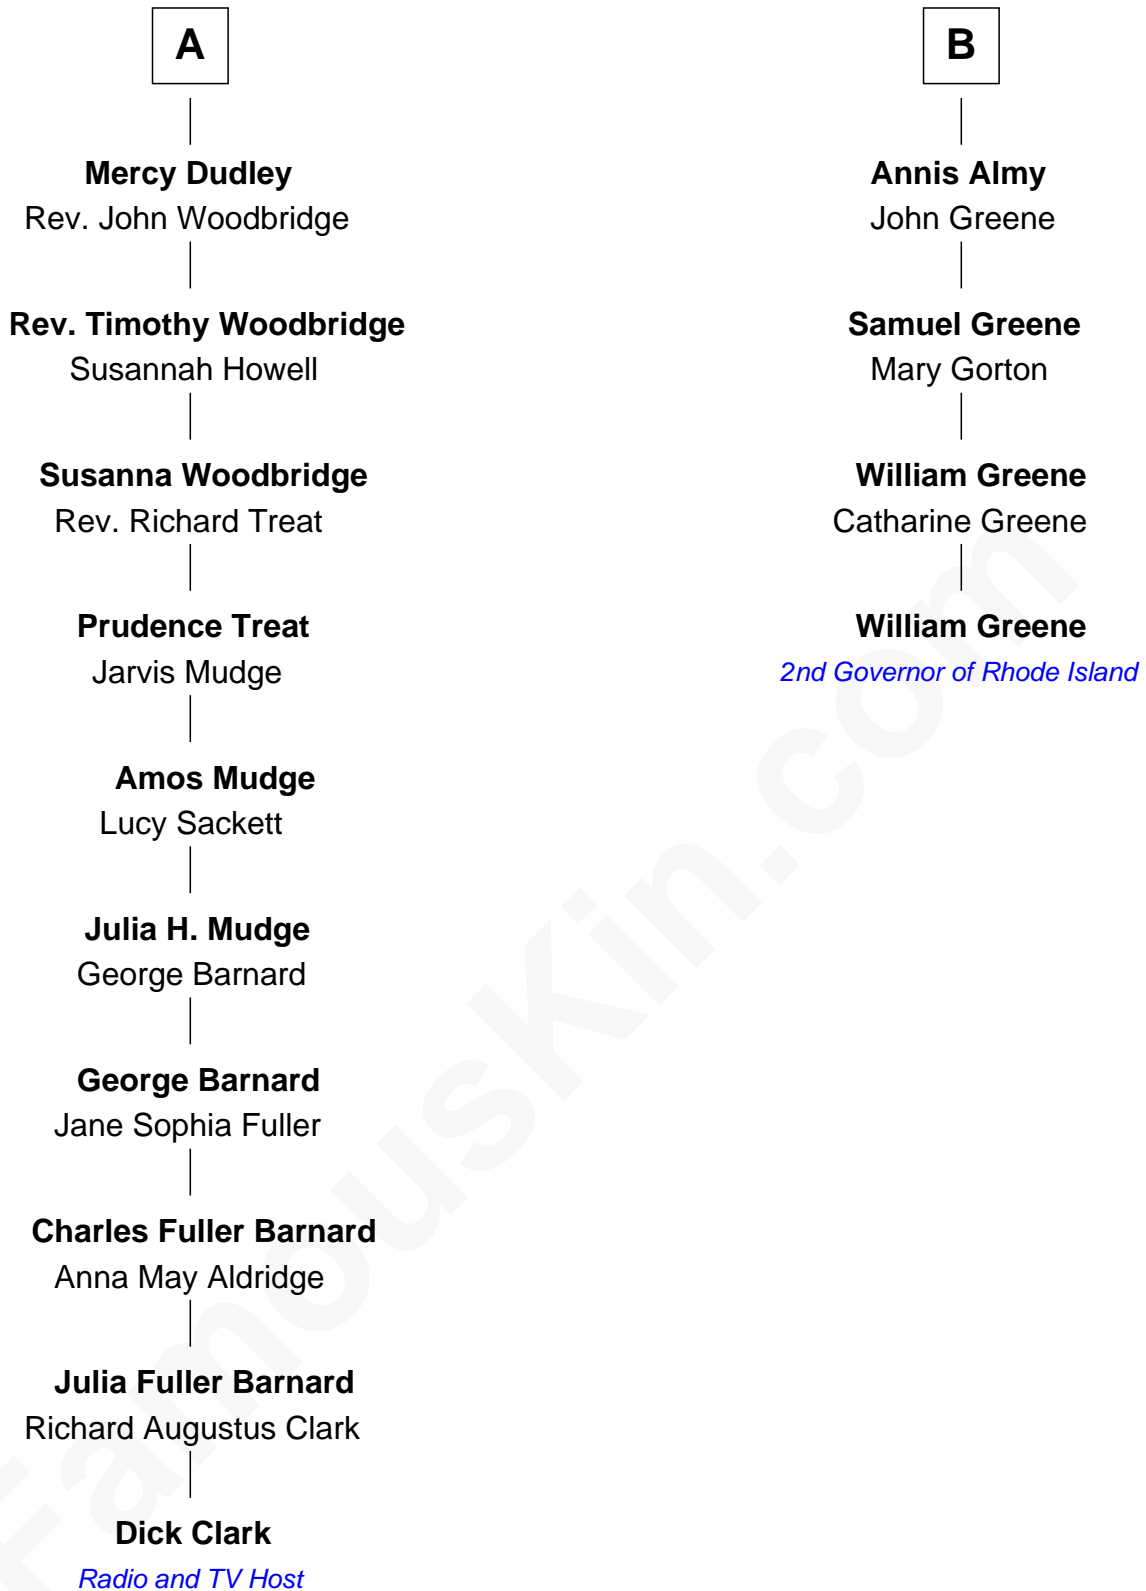 A
Mercy Dudley
Rev. John Woodbridge
Rev. Timothy Woodbridge
Susannah Howell
Susanna Woodbridge
Rev. Richard Treat
Prudence Treat
Jarvis Mudge
Amos Mudge
Lucy Sackett
Julia H. Mudge
George Barnard
George Barnard
Jane Sophia Fuller
Charles Fuller Barnard
Anna May Aldridge
Julia Fuller Barnard
Richard Augustus Clark
Dick Clark
Radio and TV Host
B
Annis Almy
John Greene
Samuel Greene
Mary Gorton
William Greene
Catharine Greene
William Greene
2nd Governor of Rhode Island
FamousKin.com